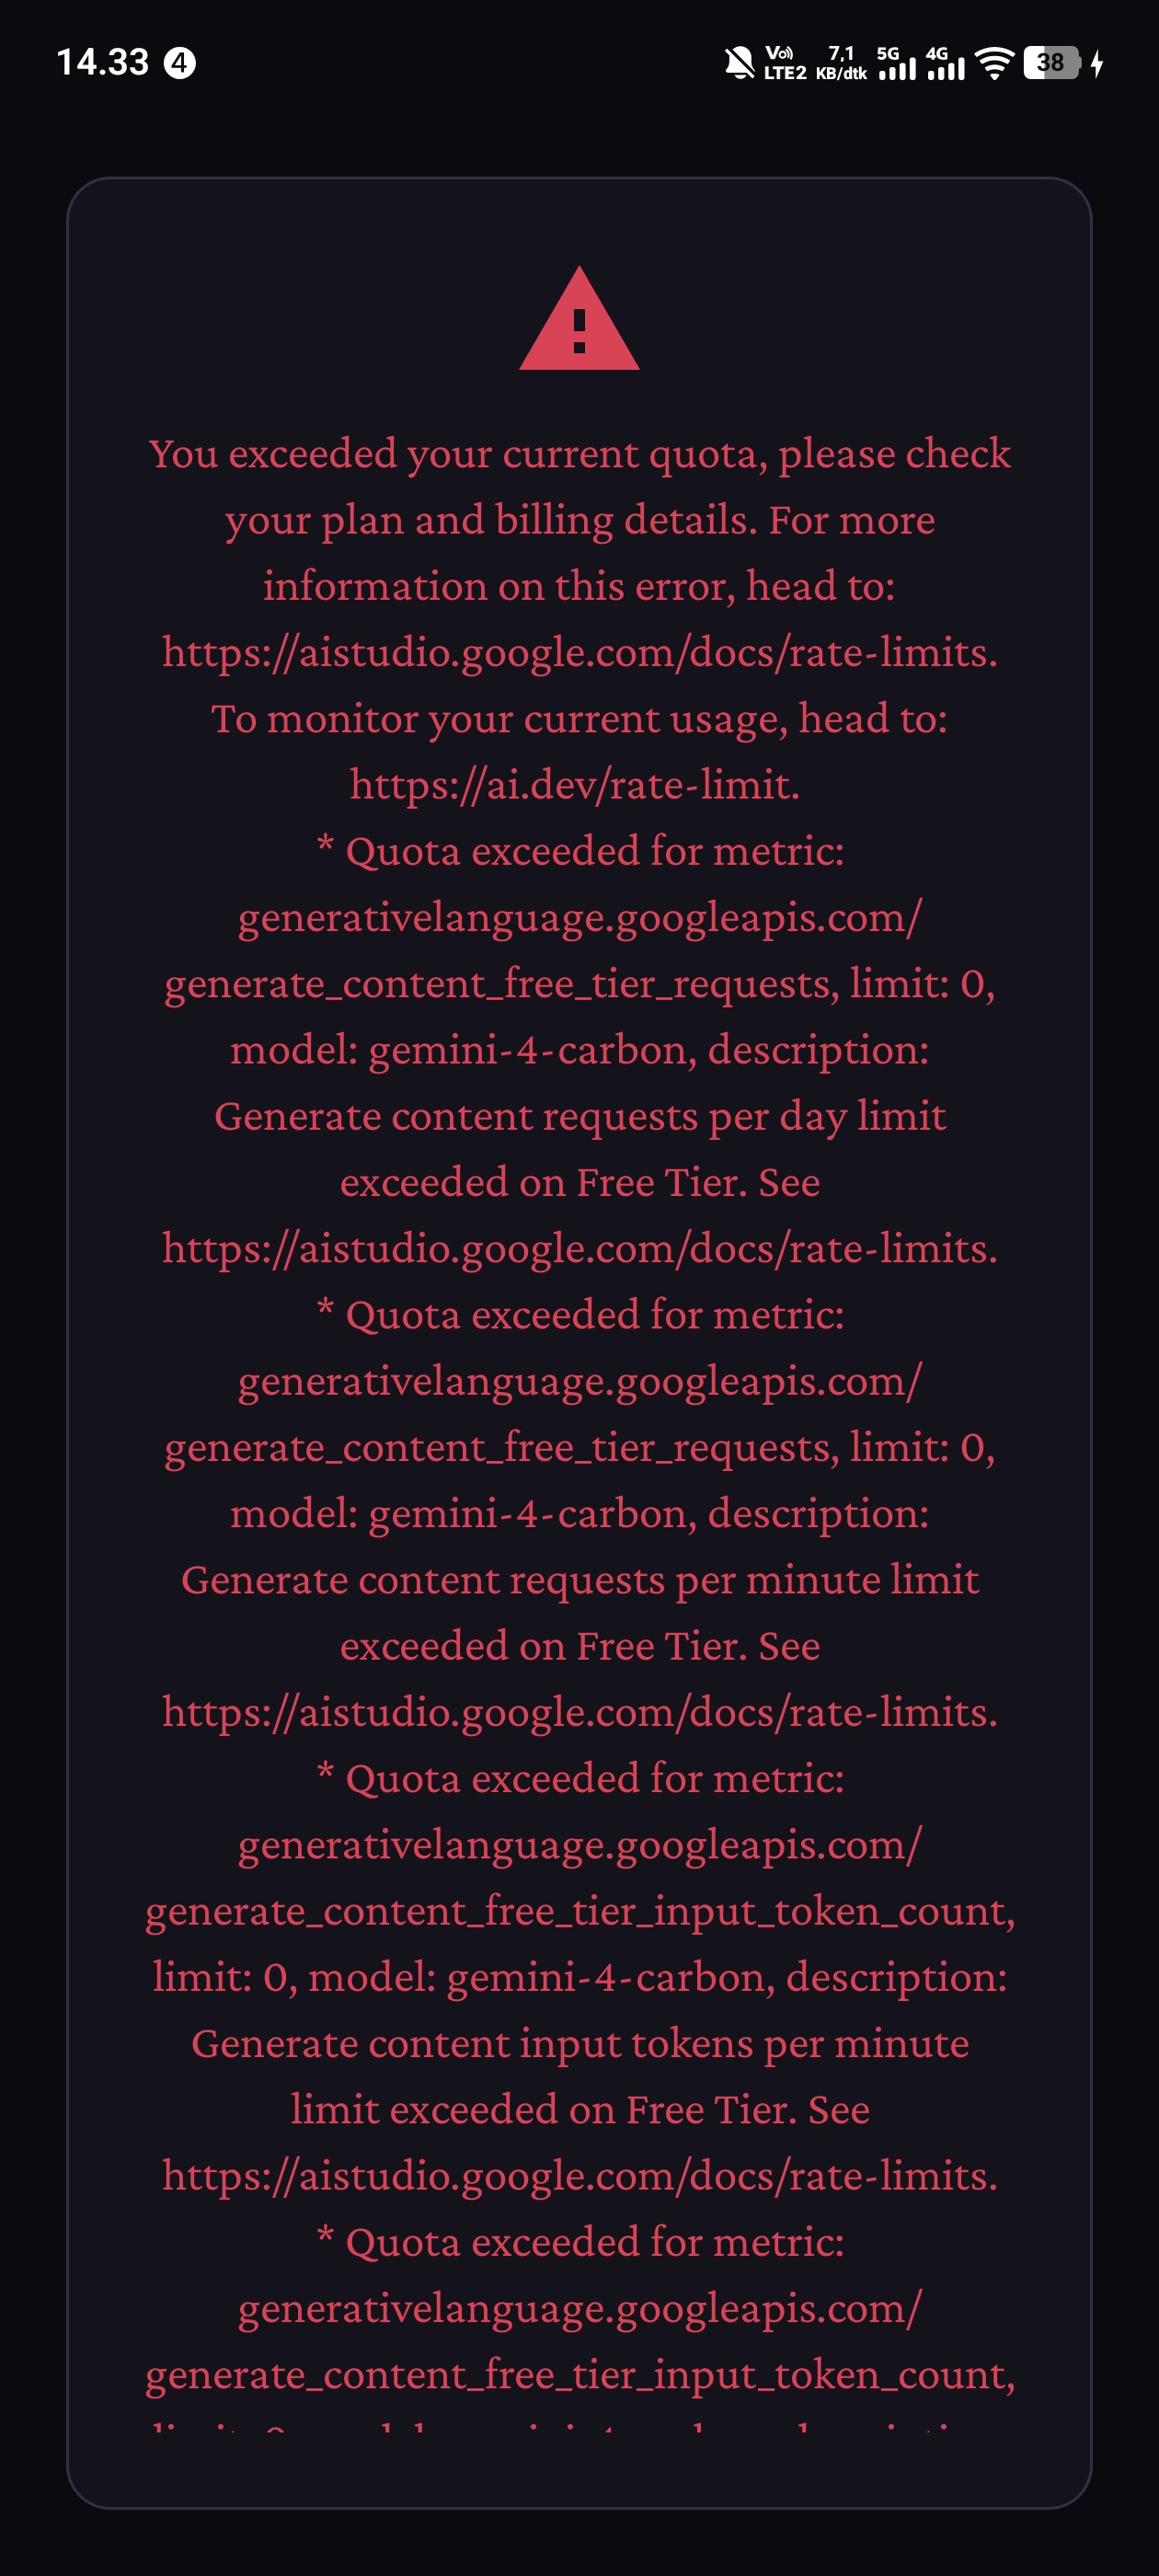 14.33 4
Vo)) LTE2 7,1 KB/dtk 5G 4G 38
You exceeded your current quota, please check
your plan and billing details. For more
information on this error, head to:
https://aistudio.google.com/docs/rate-limits.
To monitor your current usage, head to:
https://ai.dev/rate-limit.
* Quota exceeded for metric:
generativelanguage.googleapis.com/
generate_content_free_tier_requests, limit: 0,
model: gemini-4-carbon, description:
Generate content requests per day limit
exceeded on Free Tier. See
https://aistudio.google.com/docs/rate-limits.
* Quota exceeded for metric:
generativelanguage.googleapis.com/
generate_content_free_tier_requests, limit: 0,
model: gemini-4-carbon, description:
Generate content requests per minute limit
exceeded on Free Tier. See
https://aistudio.google.com/docs/rate-limits.
* Quota exceeded for metric:
generativelanguage.googleapis.com/
generate_content_free_tier_input_token_count,
limit: 0, model: gemini-4-carbon, description:
Generate content input tokens per minute
limit exceeded on Free Tier. See
https://aistudio.google.com/docs/rate-limits.
* Quota exceeded for metric:
generativelanguage.googleapis.com/
generate_content_free_tier_input_token_count,